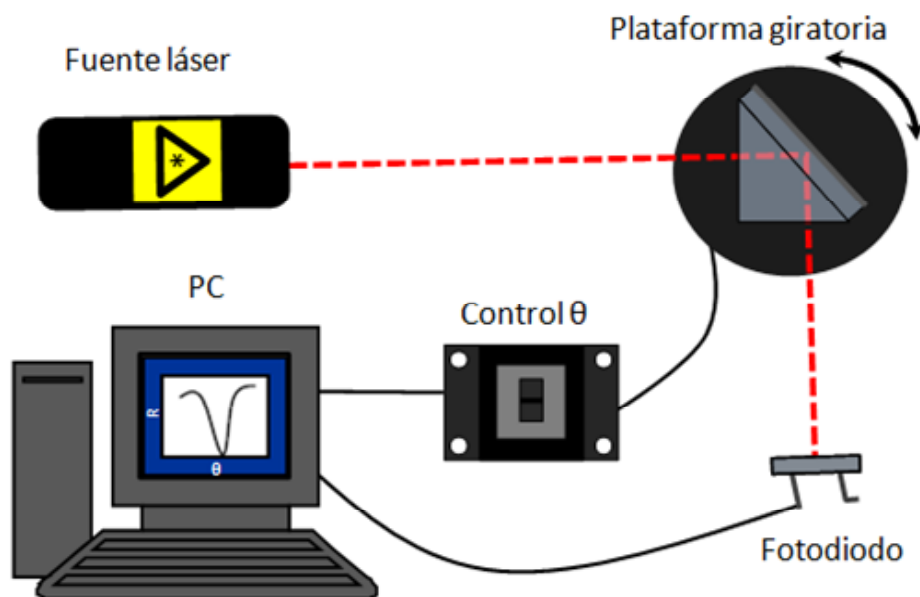 Plataforma giratoria
Fuente láser
*
PC
Control θ
R
θ
Fotodiodo